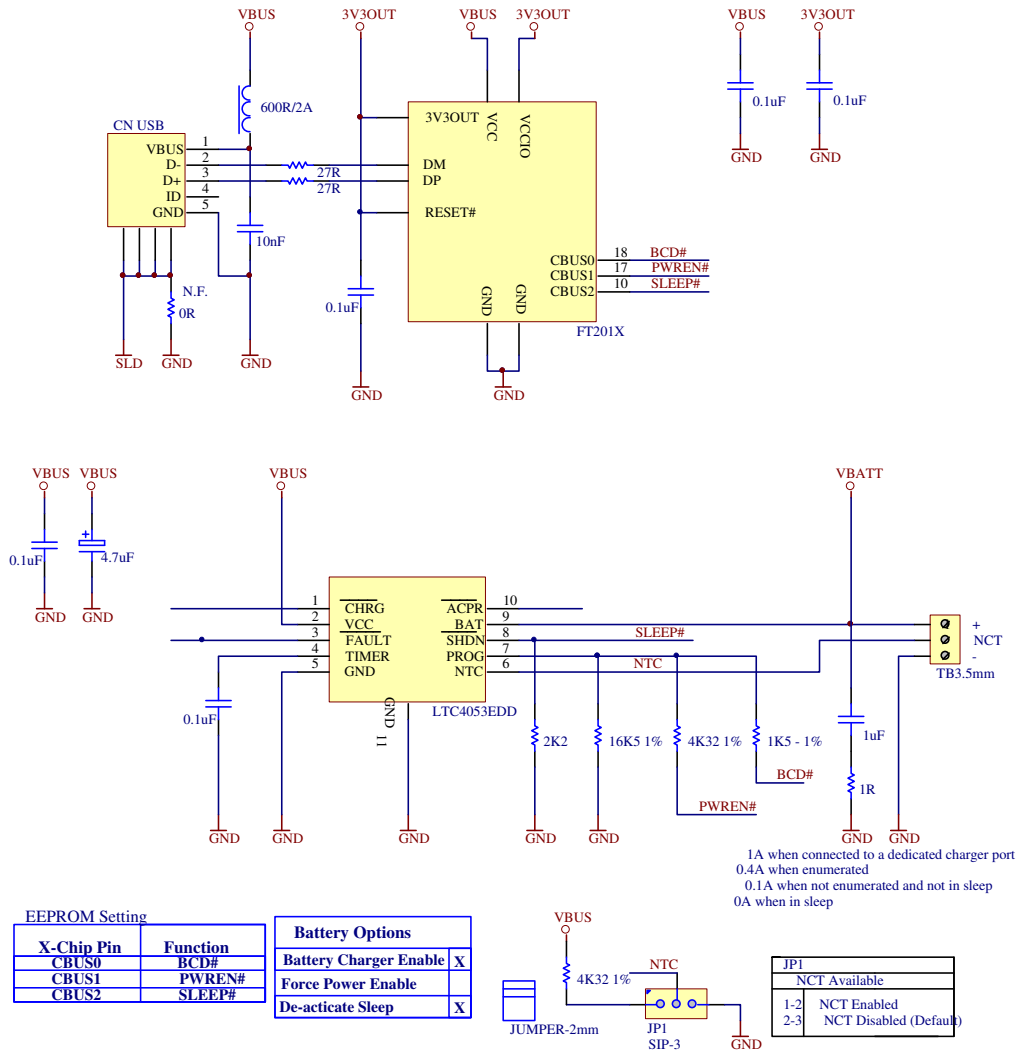 VBUS
3V3OUT
VBUS
3V3OUT
VBUS
3V3OUT
600R/2A
0.1uF
0.1uF
CN USB
3V3OUT
VCC
VCCIO
VBUS 1
D- 2
D+ 3
ID 4
GND 5
27R
27R
DM
DP
GND
GND
RESET#
10nF
CBUS0 18 BCD#
CBUS1 17 PWREN#
CBUS2 10 SLEEP#
N.F.
0R
0.1uF
GND
GND
FT201X
SLD
GND
GND
GND
GND
VBUS
VBUS
VBUS
VBATT
0.1uF
4.7uF
GND
GND
1 CHRG
2 VCC
3 FAULT
4 TIMER
5 GND
ACPR 10
BAT 9
SHDN 8
PROG 7
NTC 6
SLEEP#
NTC
+
NCT
-
TB3.5mm
GND 11
LTC4053EDD
0.1uF
2K2
16K5 1%
4K32 1%
1K5 - 1%
1uF
BCD#
1R
PWREN#
GND
GND
GND
GND
GND
GND
GND
1A when connected to a dedicated charger port
0.4A when enumerated
0.1A when not enumerated and not in sleep
0A when in sleep
EEPROM Setting
X-Chip Pin Function
CBUS0 BCD#
CBUS1 PWREN#
CBUS2 SLEEP#
Battery Options
Battery Charger Enable X
Force Power Enable
De-acticate Sleep X
VBUS
4K32 1%
NTC
JUMPER-2mm
JP1
SIP-3
GND
JP1
NCT Available
1-2 NCT Enabled
2-3 NCT Disabled (Default)